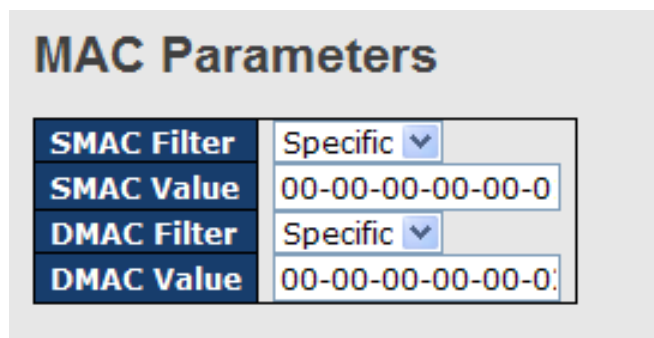 MAC Parameters
SMAC Filter Specific
SMAC Value 00-00-00-00-00-0
DMAC Filter Specific
DMAC Value 00-00-00-00-00-0